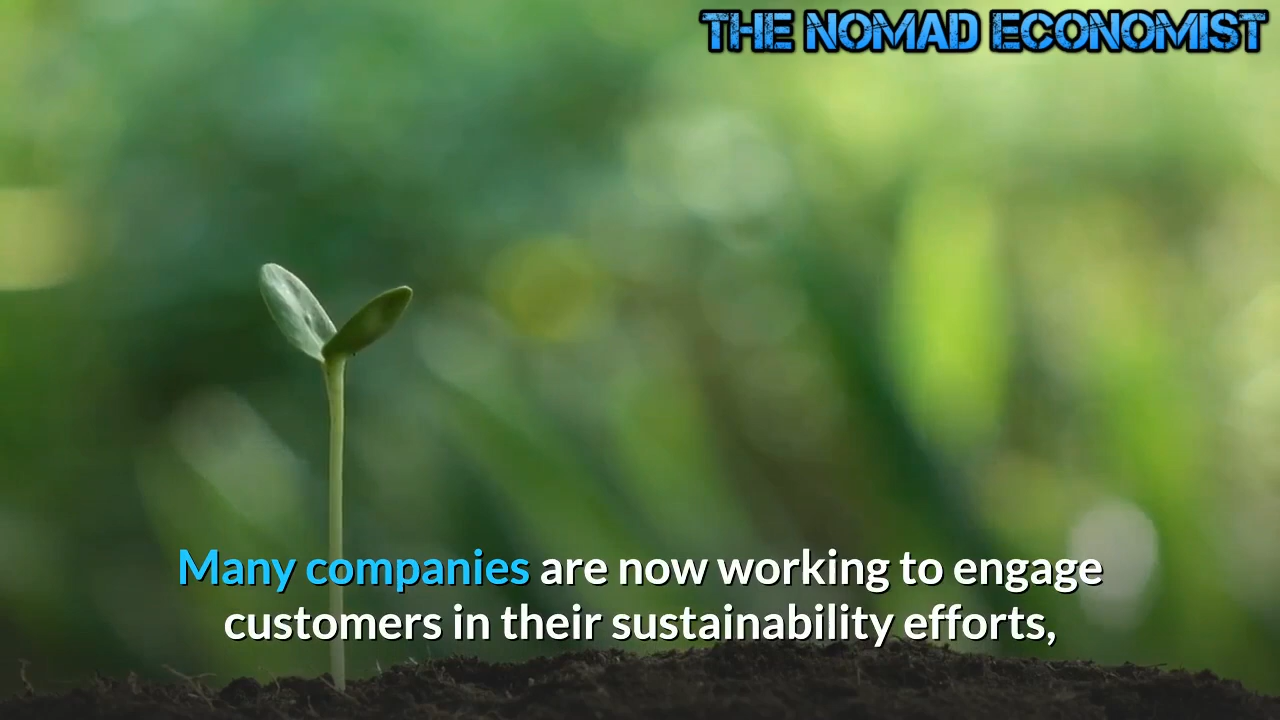 THE NOMAD ECONOMIST
Many companies are now working to engage
customers in their sustainability efforts,